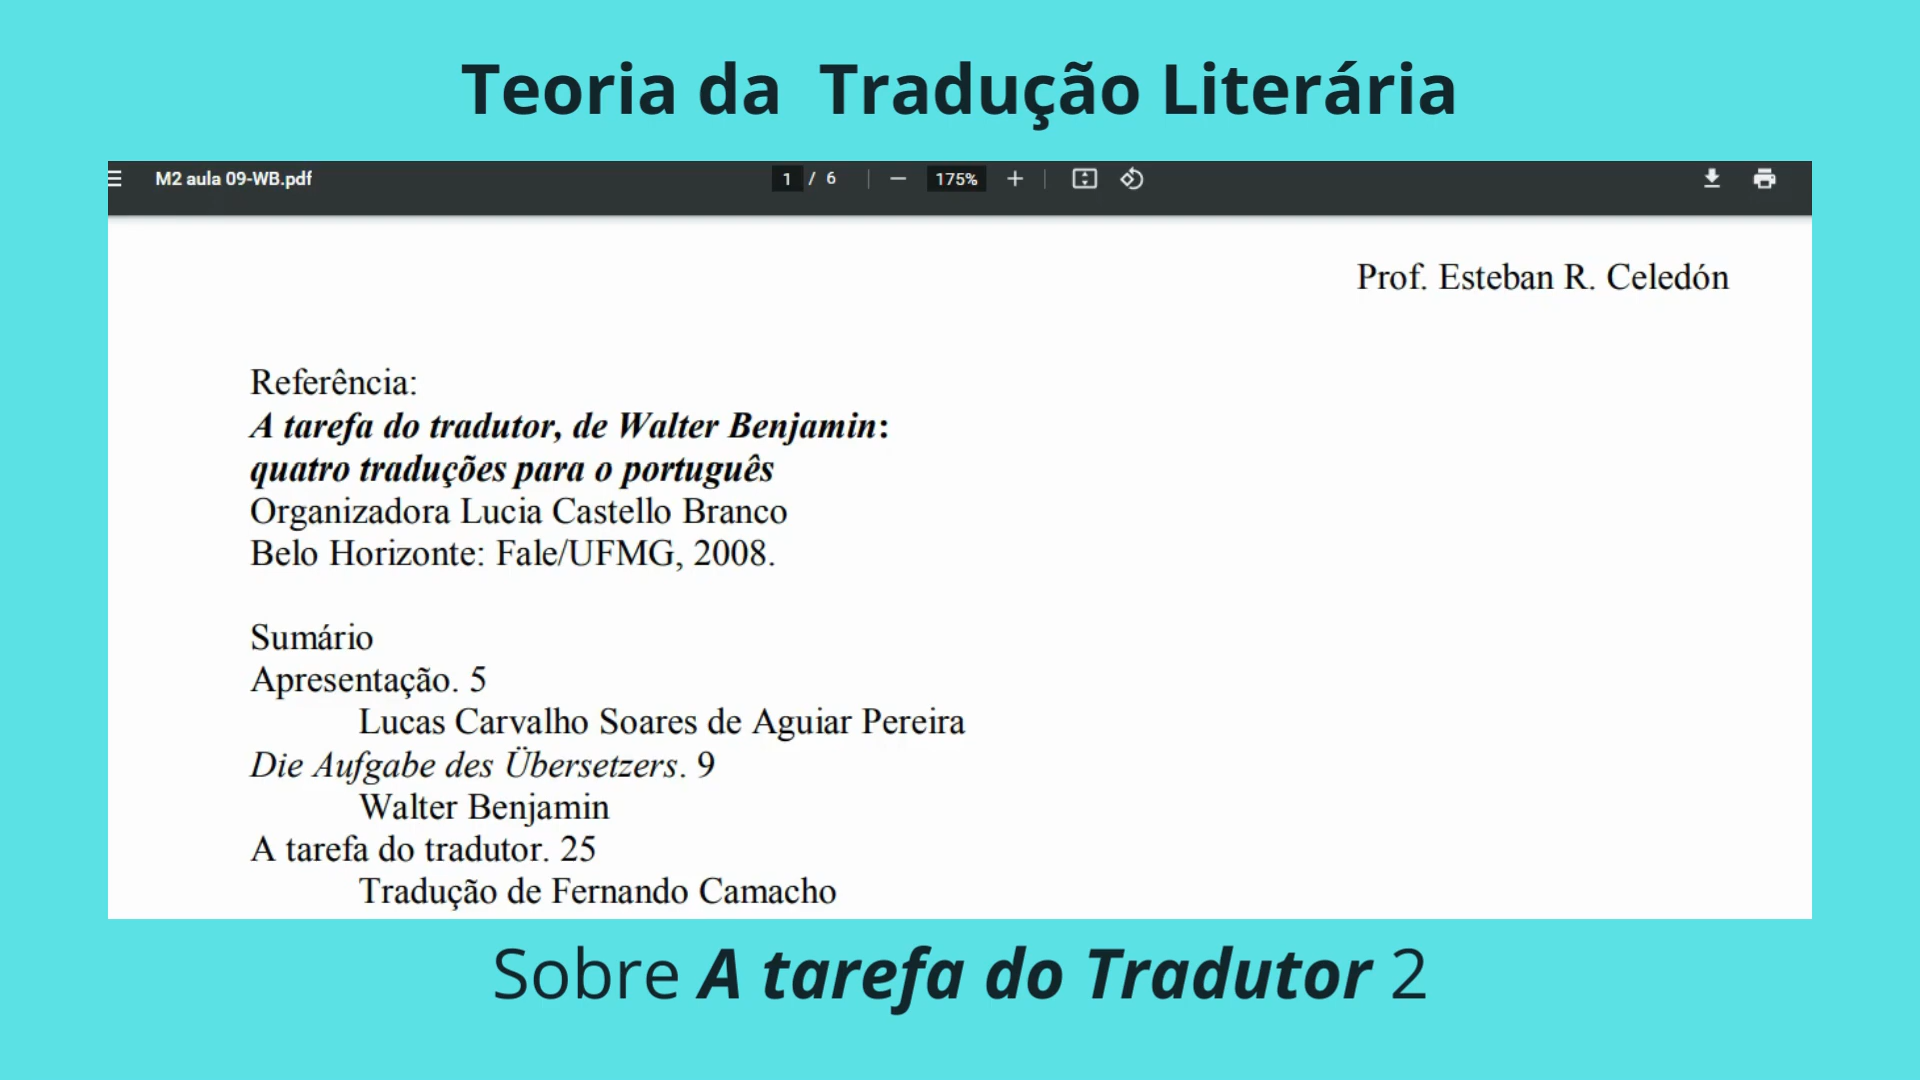 Teoria da  Tradução Literária
M2 aula 09-WB.pdf
1 / 6
175%
Prof. Esteban R. Celedón
Referência:
A tarefa do tradutor, de Walter Benjamin:
quatro traduções para o português
Organizadora Lucia Castello Branco
Belo Horizonte: Fale/UFMG, 2008.
Sumário
Apresentação. 5
Lucas Carvalho Soares de Aguiar Pereira
Die Aufgabe des Übersetzers. 9
Walter Benjamin
A tarefa do tradutor. 25
Tradução de Fernando Camacho
Sobre A tarefa do Tradutor 2